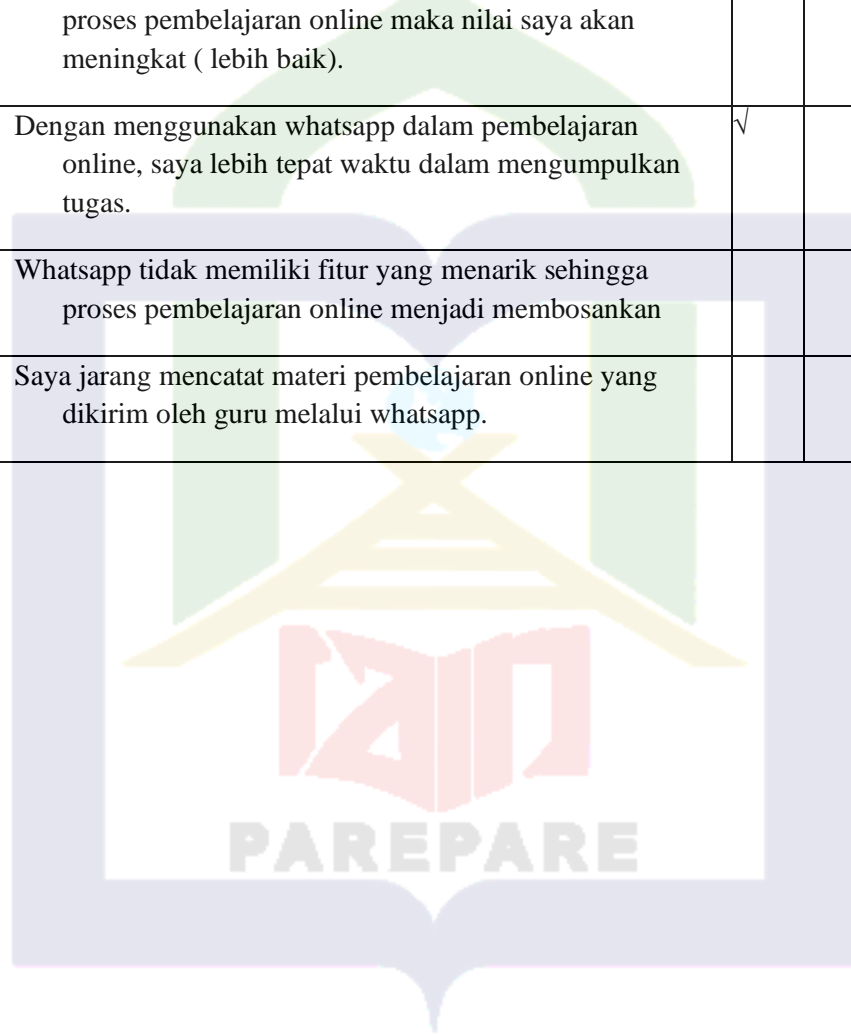 proses pembelajaran online maka nilai saya akan
meningkat ( lebih baik).
Dengan menggunakan whatsapp dalam pembelajaran √
online, saya lebih tepat waktu dalam mengumpulkan
tugas.
Whatsapp tidak memiliki fitur yang menarik sehingga
proses pembelajaran online menjadi membosankan
Saya jarang mencatat materi pembelajaran online yang
dikirim oleh guru melalui whatsapp.
iain
PAREPARE